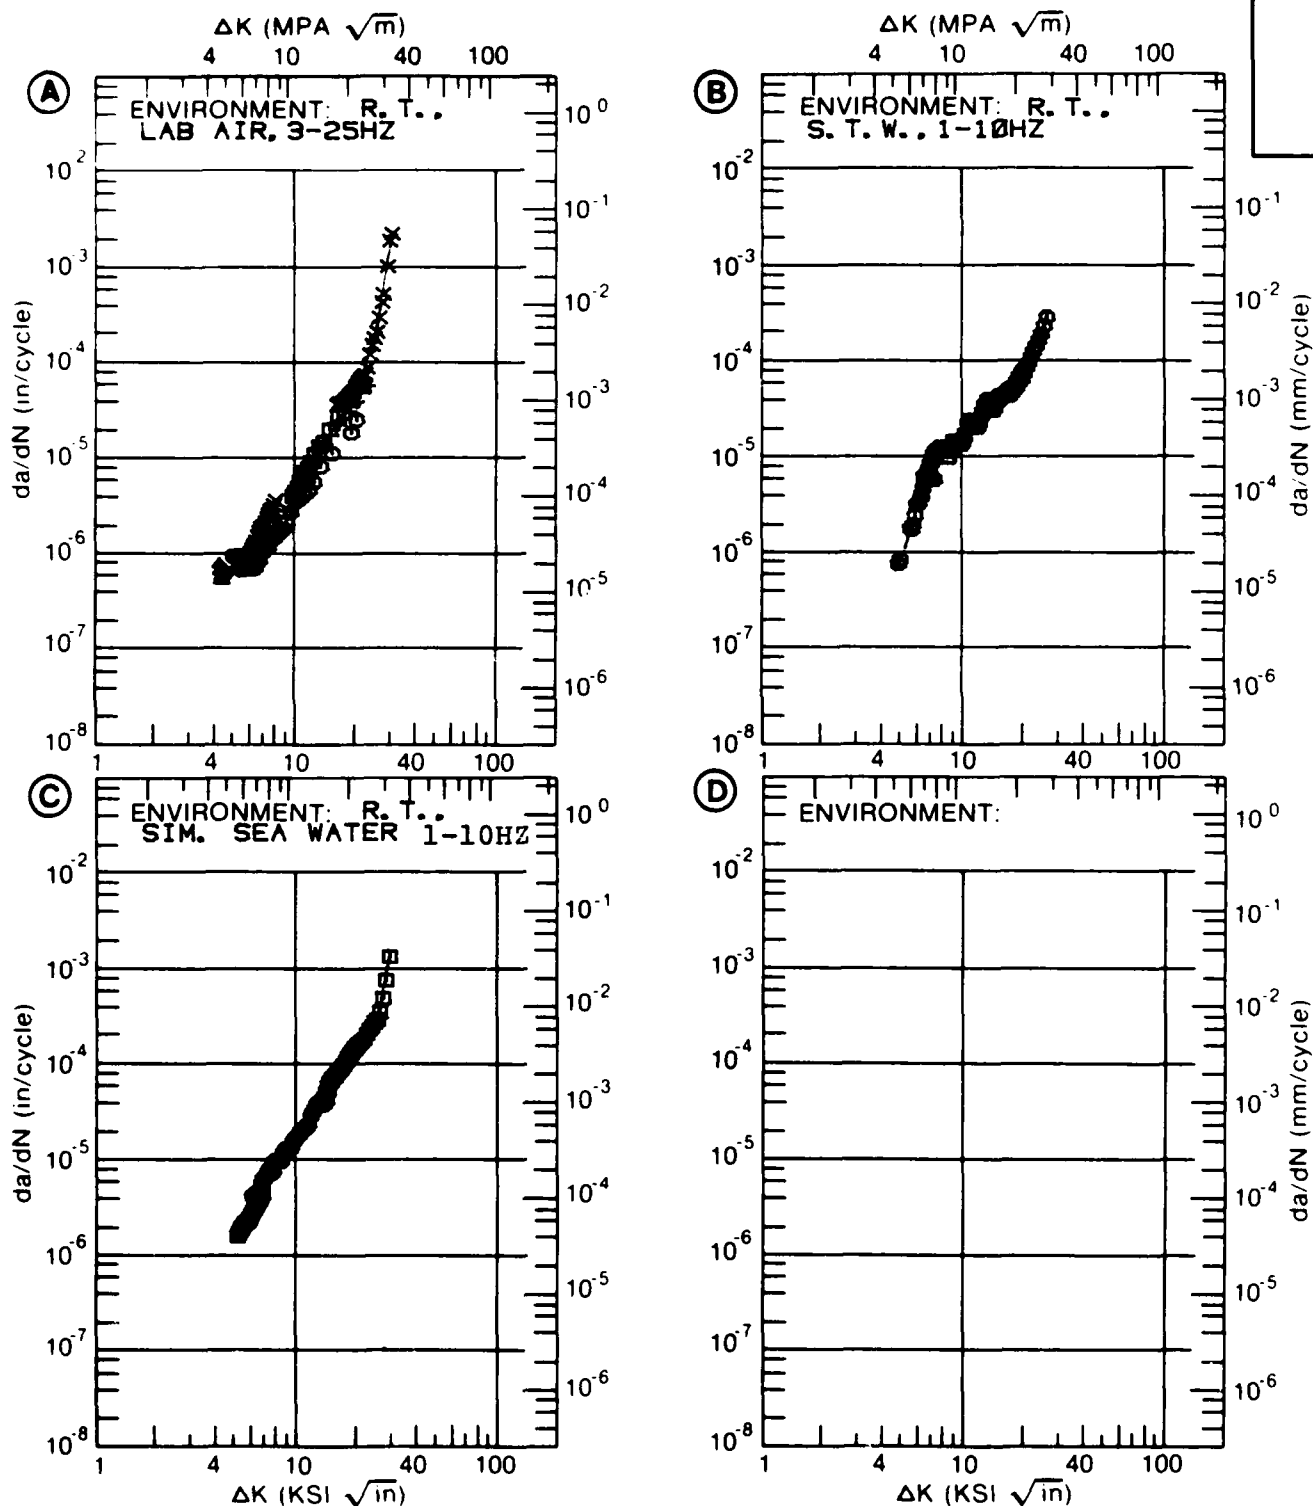 ΔK (MPA √m)
4 10 40 100
A
ENVIRONMENT: R.T.,
LAB AIR, 3-25HZ
10^2
10^-3
10^-4
10^-5
10^-6
10^-7
10^-8
da/dN (in/cycle)
10^0
10^-1
10^-2
10^-3
10^-4
10^-5
10^-6
1 4 10 40 100
ΔK (MPA √m)
4 10 40 100
B
ENVIRONMENT: R.T.,
S.T.W., 1-10HZ
10^-2
10^-3
10^-4
10^-5
10^-6
10^-7
10^-8
10^-1
10^-2
10^-3
10^-4
10^-5
10^-6
da/dN (mm/cycle)
1 4 10 40 100
C
ENVIRONMENT: R.T.,
SIM. SEA WATER 1-10HZ
10^-2
10^-3
10^-4
10^-5
10^-6
10^-7
10^-8
da/dN (in/cycle)
10^0
10^-1
10^-2
10^-3
10^-4
10^-5
10^-6
1 4 10 40 100
ΔK (KSI √in)
D
ENVIRONMENT:
10^-2
10^-3
10^-4
10^-5
10^-6
10^-7
10^-8
10^0
10^-1
10^-2
10^-3
10^-4
10^-5
10^-6
da/dN (mm/cycle)
1 4 10 40 100
ΔK (KSI √in)